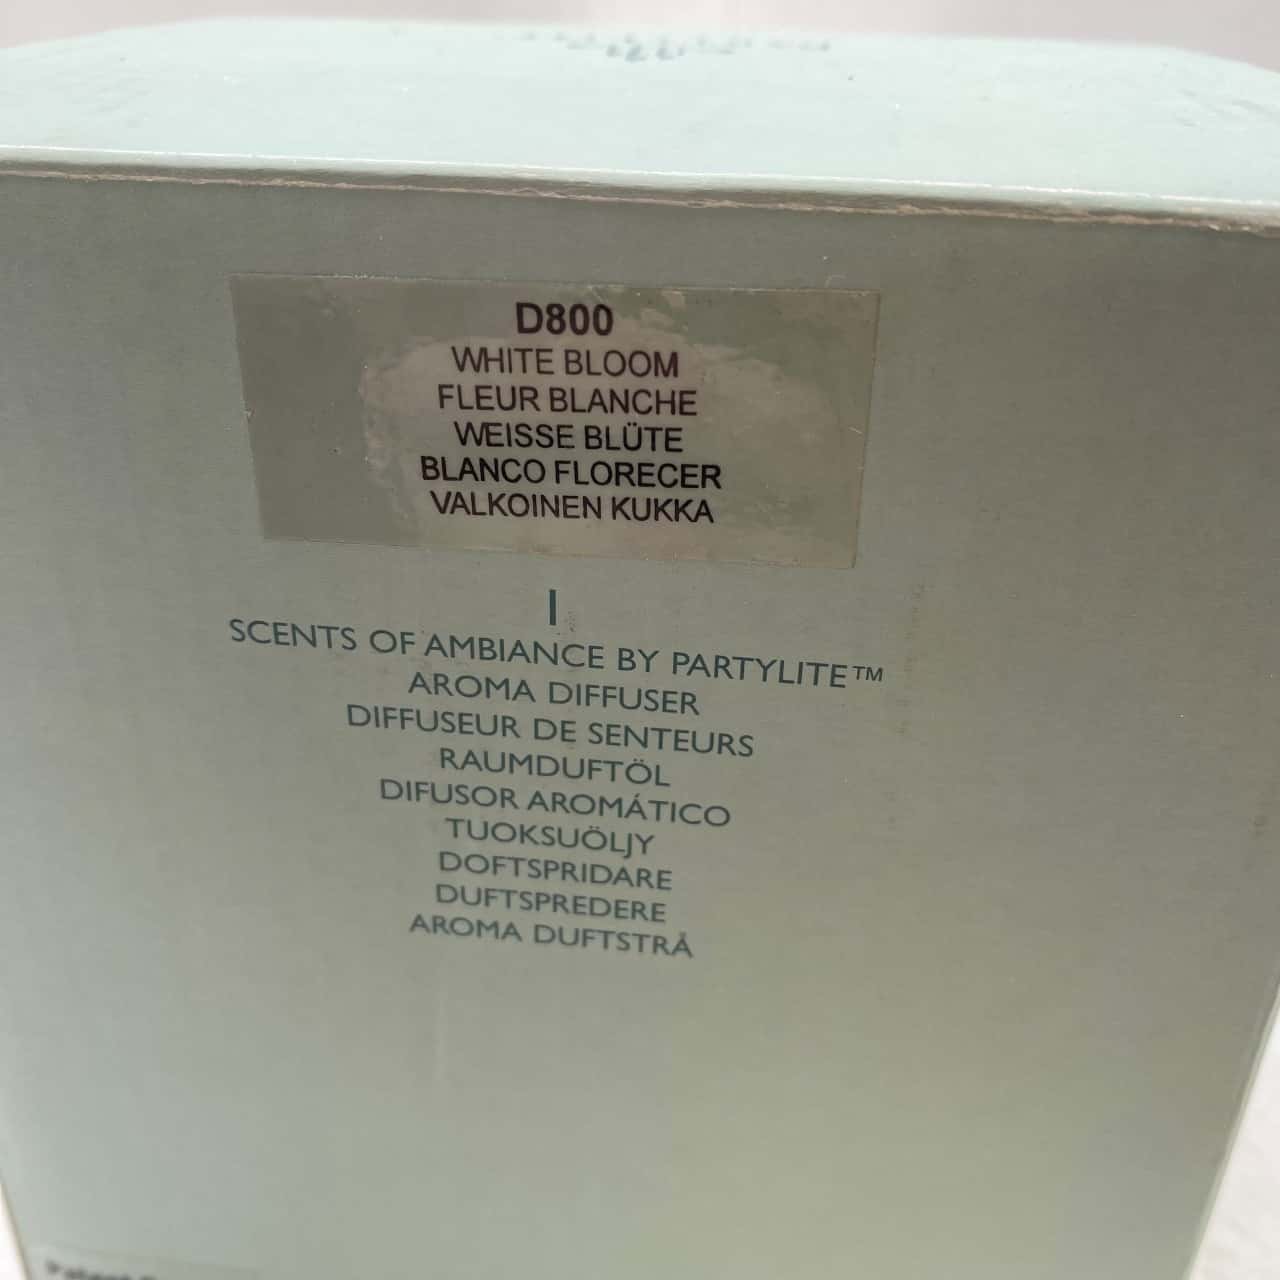 D800
WHITE BLOOM
FLEUR BLANCHE
WEISSE BLÜTE
BLANCO FLORECER
VALKOINEN KUKKA
I
SCENTS OF AMBIANCE BY PARTYLITE™
AROMA DIFFUSER
DIFFUSEUR DE SENTEURS
RAUMDUFTÖL
DIFUSOR AROMÁTICO
TUOKSUÖLJY
DOFTSPRIDARE
DUFTSPREDERE
AROMA DUFTSTRÅ